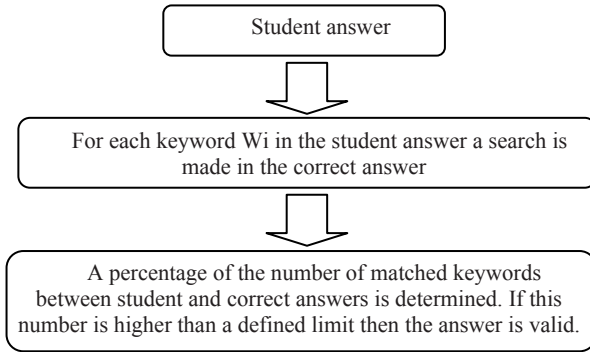 Student answer
For each keyword Wi in the student answer a search is
made in the correct answer
A percentage of the number of matched keywords
between student and correct answers is determined. If this
number is higher than a defined limit then the answer is valid.